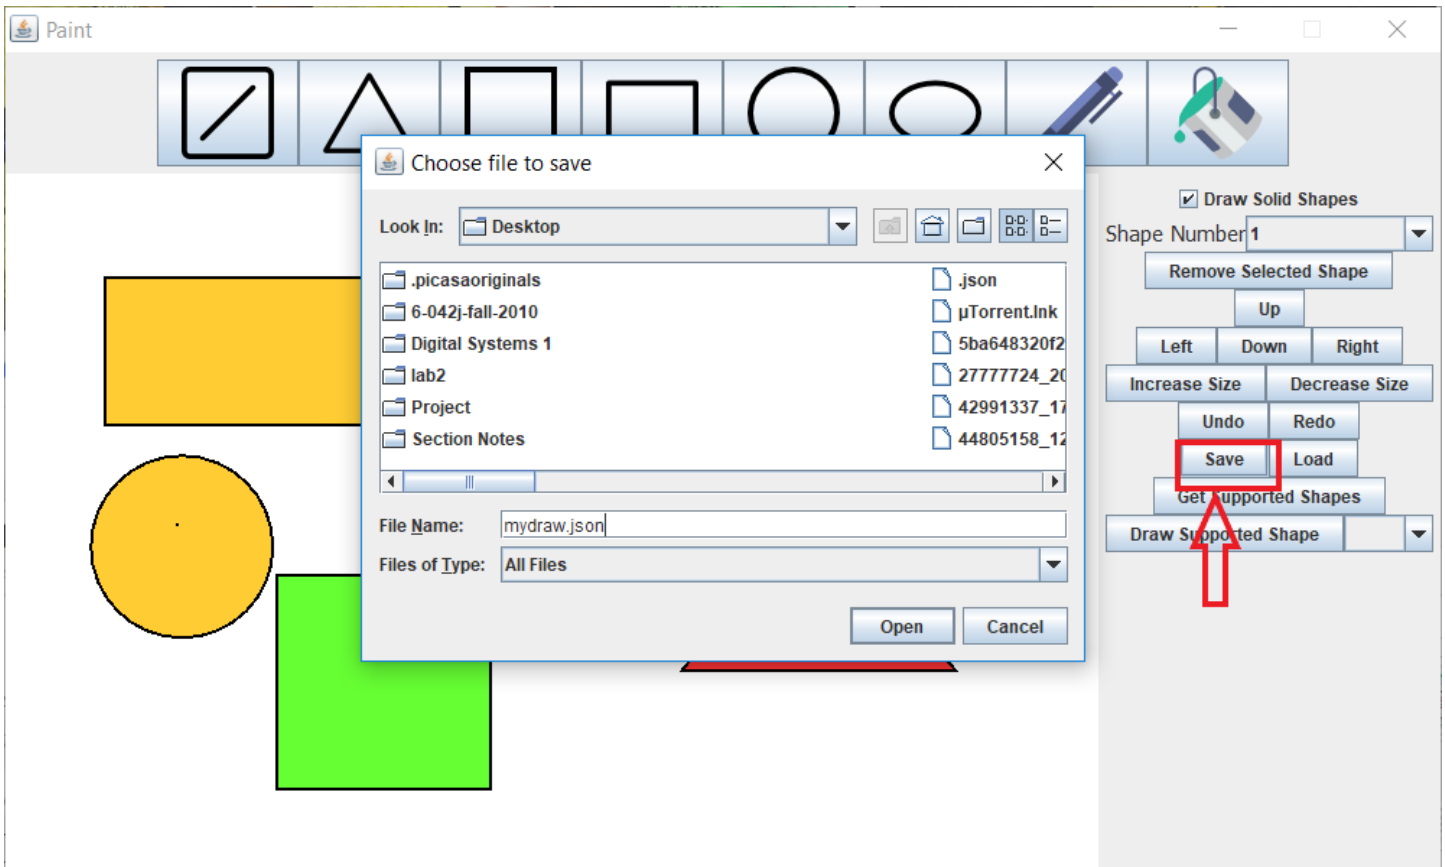 Paint
Choose file to save
Look In: Desktop
.picasaoriginals
6-042j-fall-2010
Digital Systems 1
lab2
Project
Section Notes
.json
µTorrent.lnk
5ba648320f2
27777724_20
42991337_17
44805158_12
File Name: mydraw.json
Files of Type: All Files
Open Cancel
Draw Solid Shapes
Shape Number 1
Remove Selected Shape
Up
Left Down Right
Increase Size Decrease Size
Undo Redo
Save Load
Get Supported Shapes
Draw Supported Shape